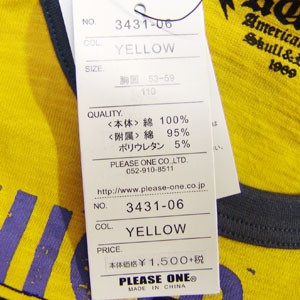 American
Skull &
1969
NO. 3431-06
COL. YELLOW
SIZE.
胸囲 53-59
110
QUALITY.
〈本体〉綿 100%
〈附属〉綿 95%
ポリウレタン 5%
PLEASE ONE CO.,LTD.
052-910-8511
http://www.please-one.co.jp
NO. 3431-06
COL. YELLOW
PRICE.
本体価格 ¥1,500+税
PLEASE ONE®
MADE IN CHINA